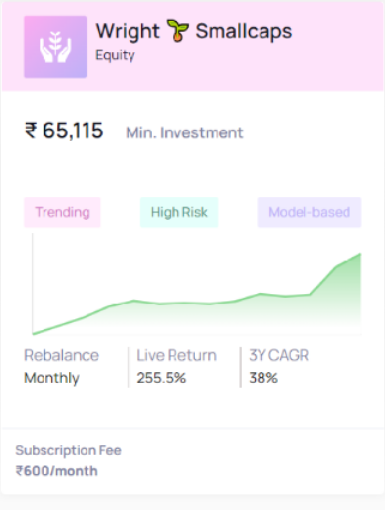 Wright 🌱 Smallcaps
Equity
₹ 65,115 Min. Investment
Trending High Risk Model-based
Rebalance Live Return 3Y CAGR
Monthly 255.5% 38%
Subscription Fee
₹600/month